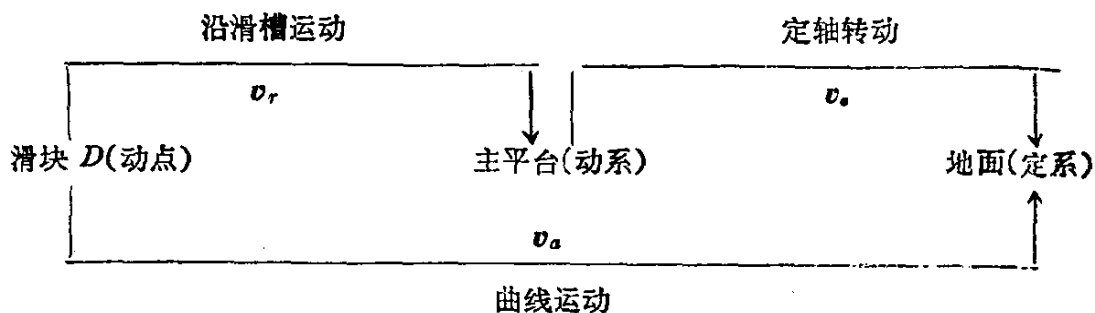 沿滑槽运动 定轴转动
v_r v_e
滑块 D(动点) 主平台(动系) 地面(定系)
v_a
曲线运动